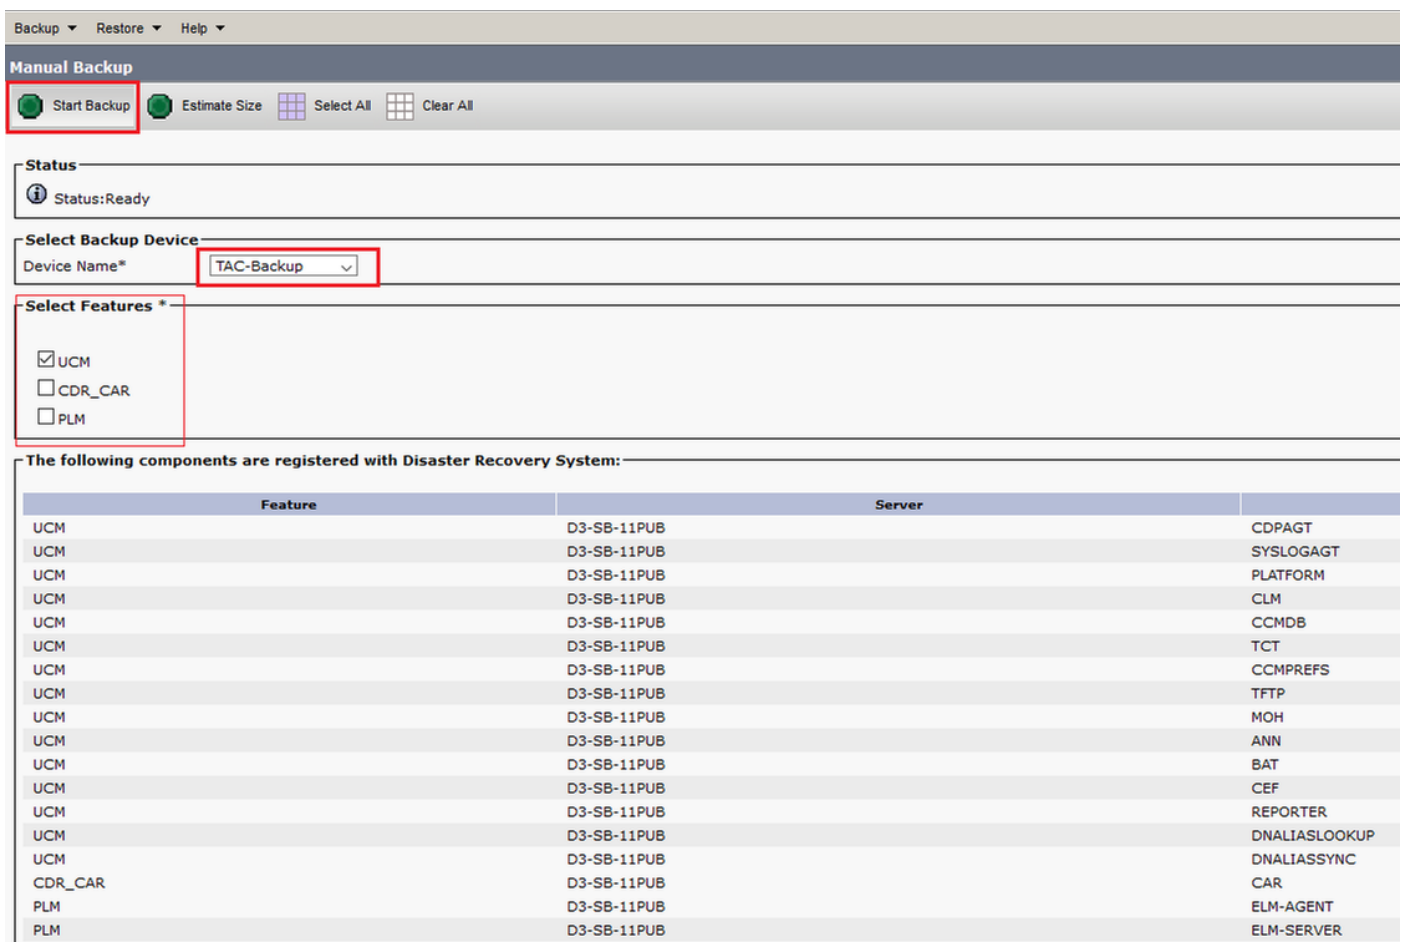 Backup Restore Help
Manual Backup
Start Backup Estimate Size Select All Clear All
Status
Status:Ready
Select Backup Device
Device Name* TAC-Backup
Select Features *
UCM
CDR_CAR
PLM
The following components are registered with Disaster Recovery System:
Feature Server
UCM D3-SB-11PUB CDPAGT
UCM D3-SB-11PUB SYSLOGAGT
UCM D3-SB-11PUB PLATFORM
UCM D3-SB-11PUB CLM
UCM D3-SB-11PUB CCMDB
UCM D3-SB-11PUB TCT
UCM D3-SB-11PUB CCMPREFS
UCM D3-SB-11PUB TFTP
UCM D3-SB-11PUB MOH
UCM D3-SB-11PUB ANN
UCM D3-SB-11PUB BAT
UCM D3-SB-11PUB CEF
UCM D3-SB-11PUB REPORTER
UCM D3-SB-11PUB DNALIASLOOKUP
UCM D3-SB-11PUB DNALIASSYNC
CDR_CAR D3-SB-11PUB CAR
PLM D3-SB-11PUB ELM-AGENT
PLM D3-SB-11PUB ELM-SERVER